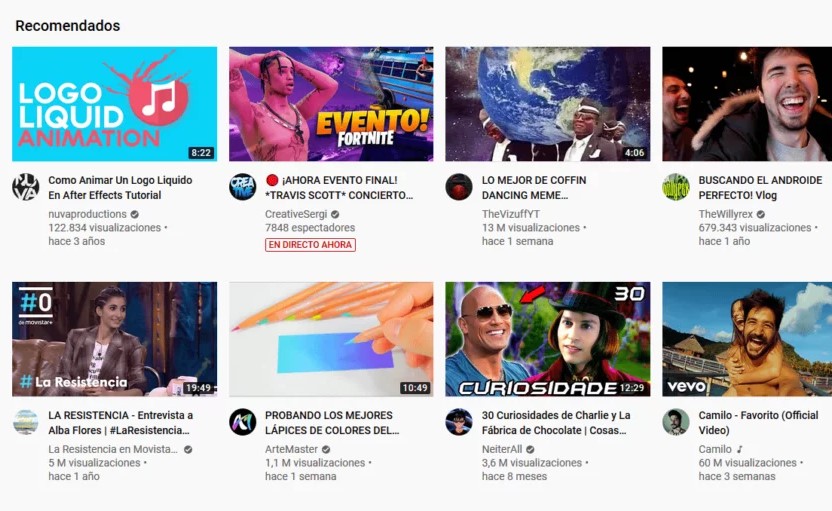 Recomendados
LOGO
LIQUID
ANIMATION
8:22
Como Animar Un Logo Liquido
En After Effects Tutorial
nuvaproductions
122.834 visualizaciones •
hace 3 años
EVENTO!
FORTNITE
CREA
TIVE
¡AHORA EVENTO FINAL!
*TRAVIS SCOTT* CONCIERTO...
CreativeSergi
7848 espectadores
EN DIRECTO AHORA
4:06
LO MEJOR DE COFFIN
DANCING MEME...
TheVizuffYT
13 M visualizaciones •
hace 1 semana
BUSCANDO EL ANDROIDE
PERFECTO! Vlog
TheWillyrex
679.343 visualizaciones •
hace 1 año
#0
de movistar+
#La Resistencia
19:49
LA RESISTENCIA - Entrevista a
Alba Flores | #LaResistencia...
La Resistencia en Movista...
5 M visualizaciones •
hace 1 año
10:49
PROBANDO LOS MEJORES
LÁPICES DE COLORES DEL...
ArteMaster
1,1 M visualizaciones •
hace 1 semana
30
CURIOSIDADE
12:29
30 Curiosidades de Charlie y La
Fábrica de Chocolate | Cosas...
NeiterAll
3,6 M visualizaciones •
hace 8 meses
vevo
Camilo - Favorito (Official
Video)
Camilo
60 M visualizaciones •
hace 3 semanas